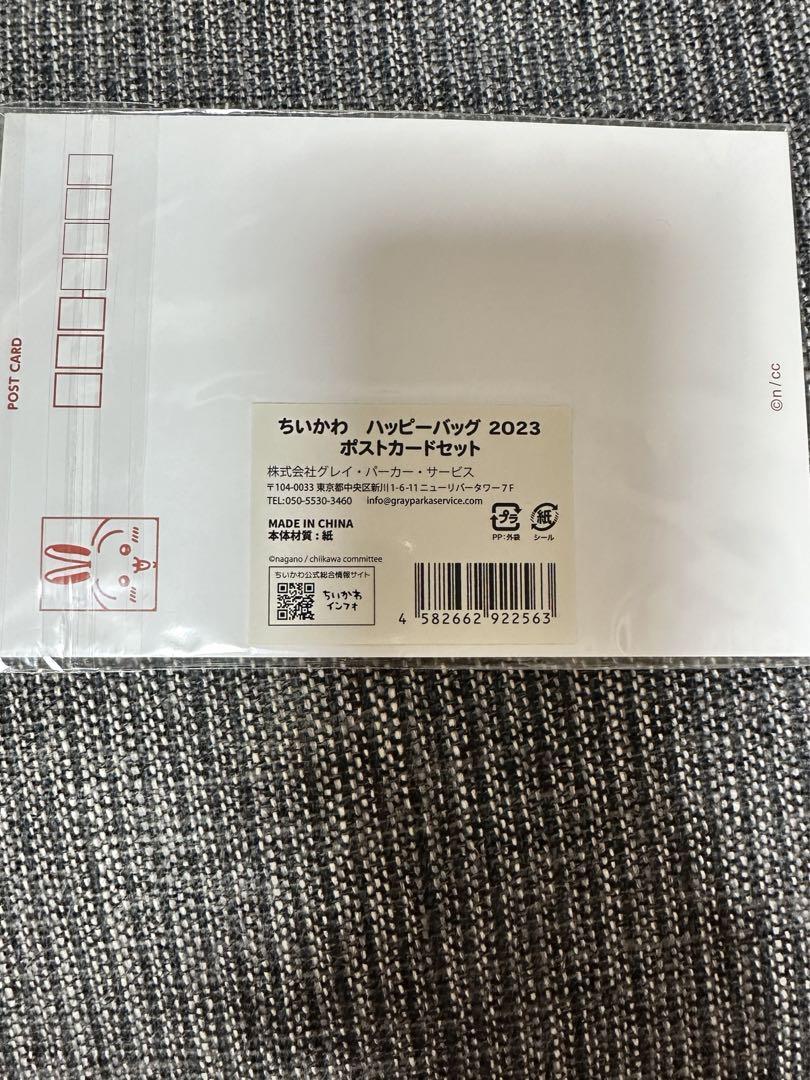 POST CARD
©n/cc
ちいかわ ハッピーバッグ 2023
ポストカードセット
株式会社グレイ・パーカー・サービス
〒104-0033 東京都中央区新川1-6-11 ニューリバータワー7F
TEL:050-5530-3460 info@grayparkaservice.com
MADE IN CHINA
本体材質:紙
プラ
PP:外袋
紙
シール
©nagano / chiikawa committee
ちいかわ公式総合情報サイト
ちいかわ
インフォ
4 582662 922563